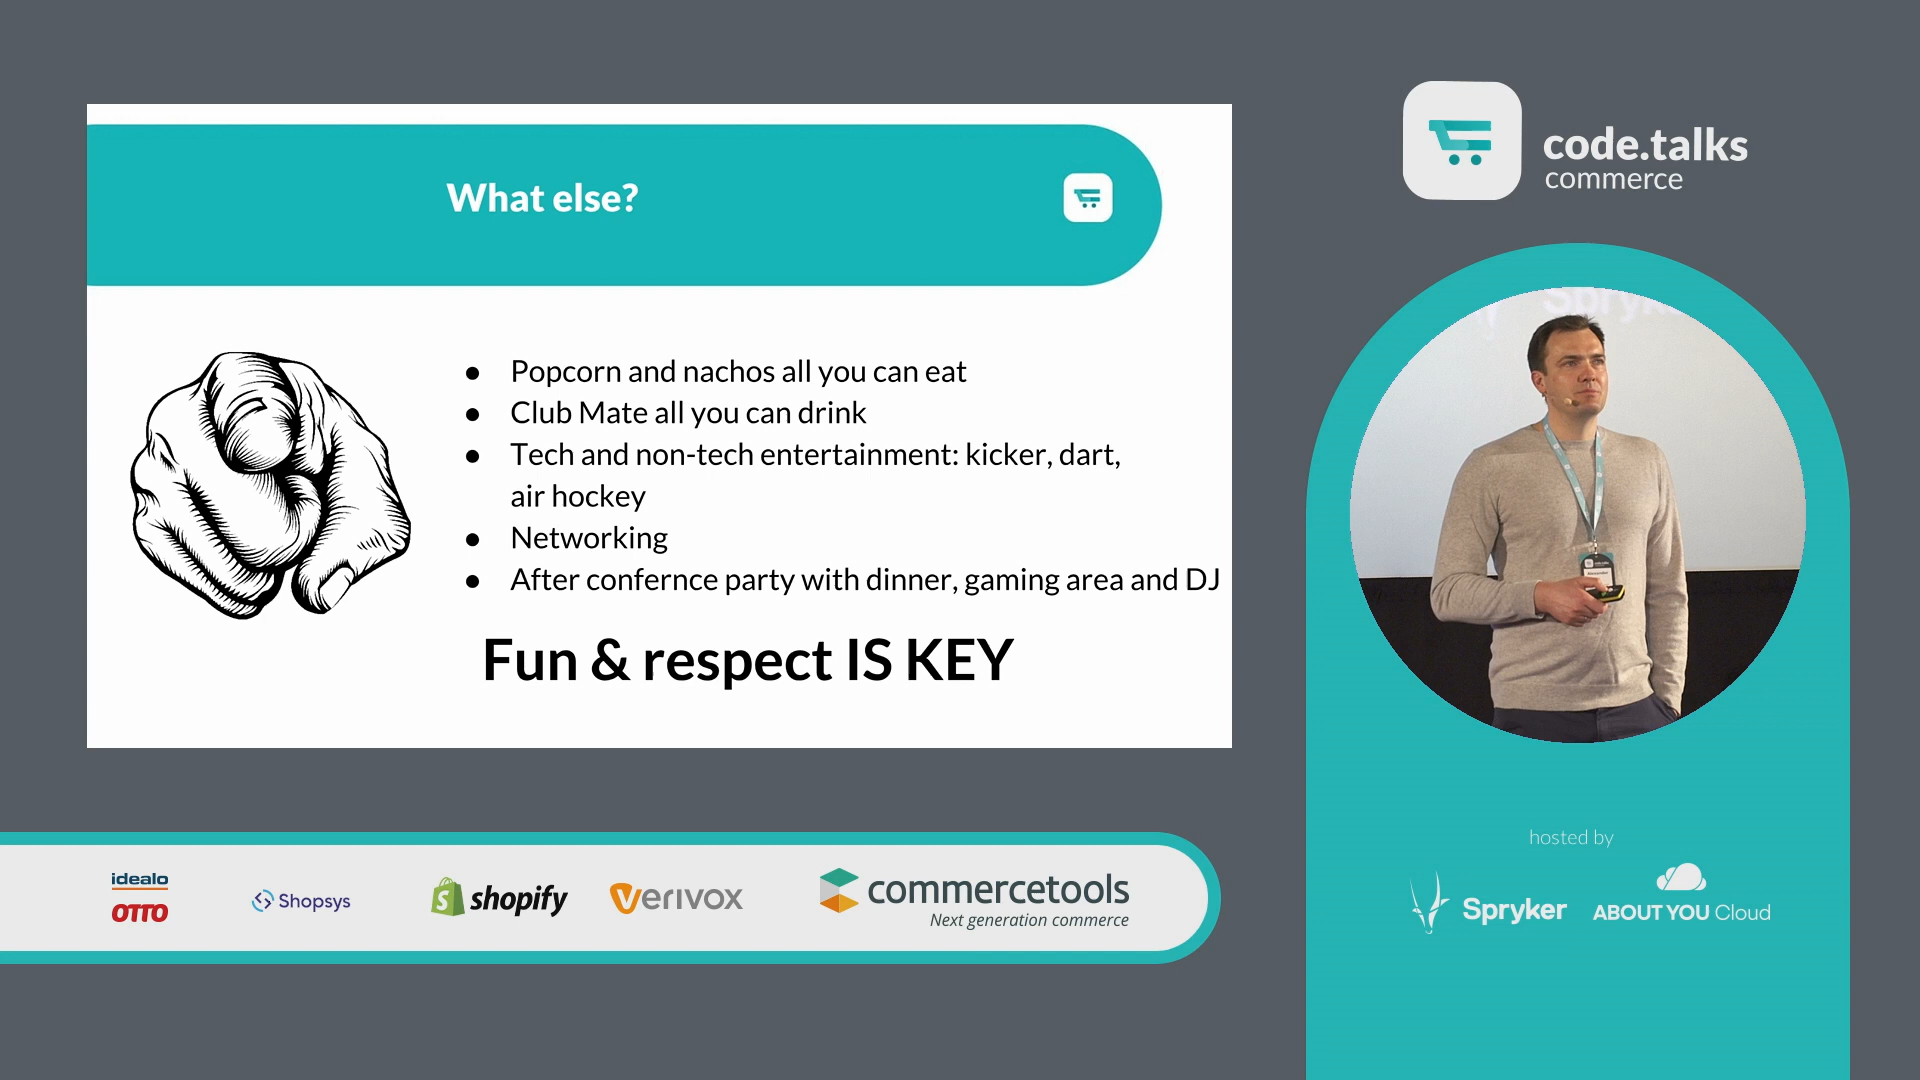 What else?
● Popcorn and nachos all you can eat
● Club Mate all you can drink
● Tech and non-tech entertainment: kicker, dart,
air hockey
● Networking
● After confernce party with dinner, gaming area and DJ
Fun & respect IS KEY
code.talks
commerce
Spryker
hosted by
Spryker
ABOUT YOU Cloud
idealo
OTTO
Shopsys
shopify
verivox
commercetools
Next generation commerce